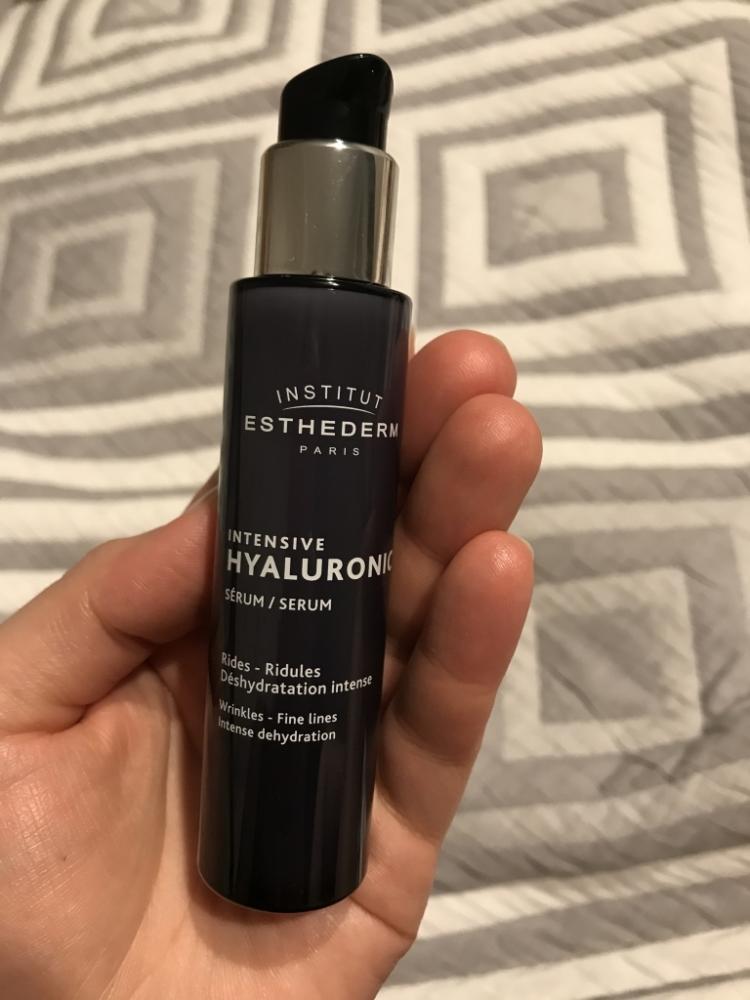 INSTITUT
ESTHEDERM
PARIS
INTENSIVE
HYALURONIC
SÉRUM / SERUM
Rides - Ridules
Déshydratation intense
Wrinkles - Fine lines
Intense dehydration